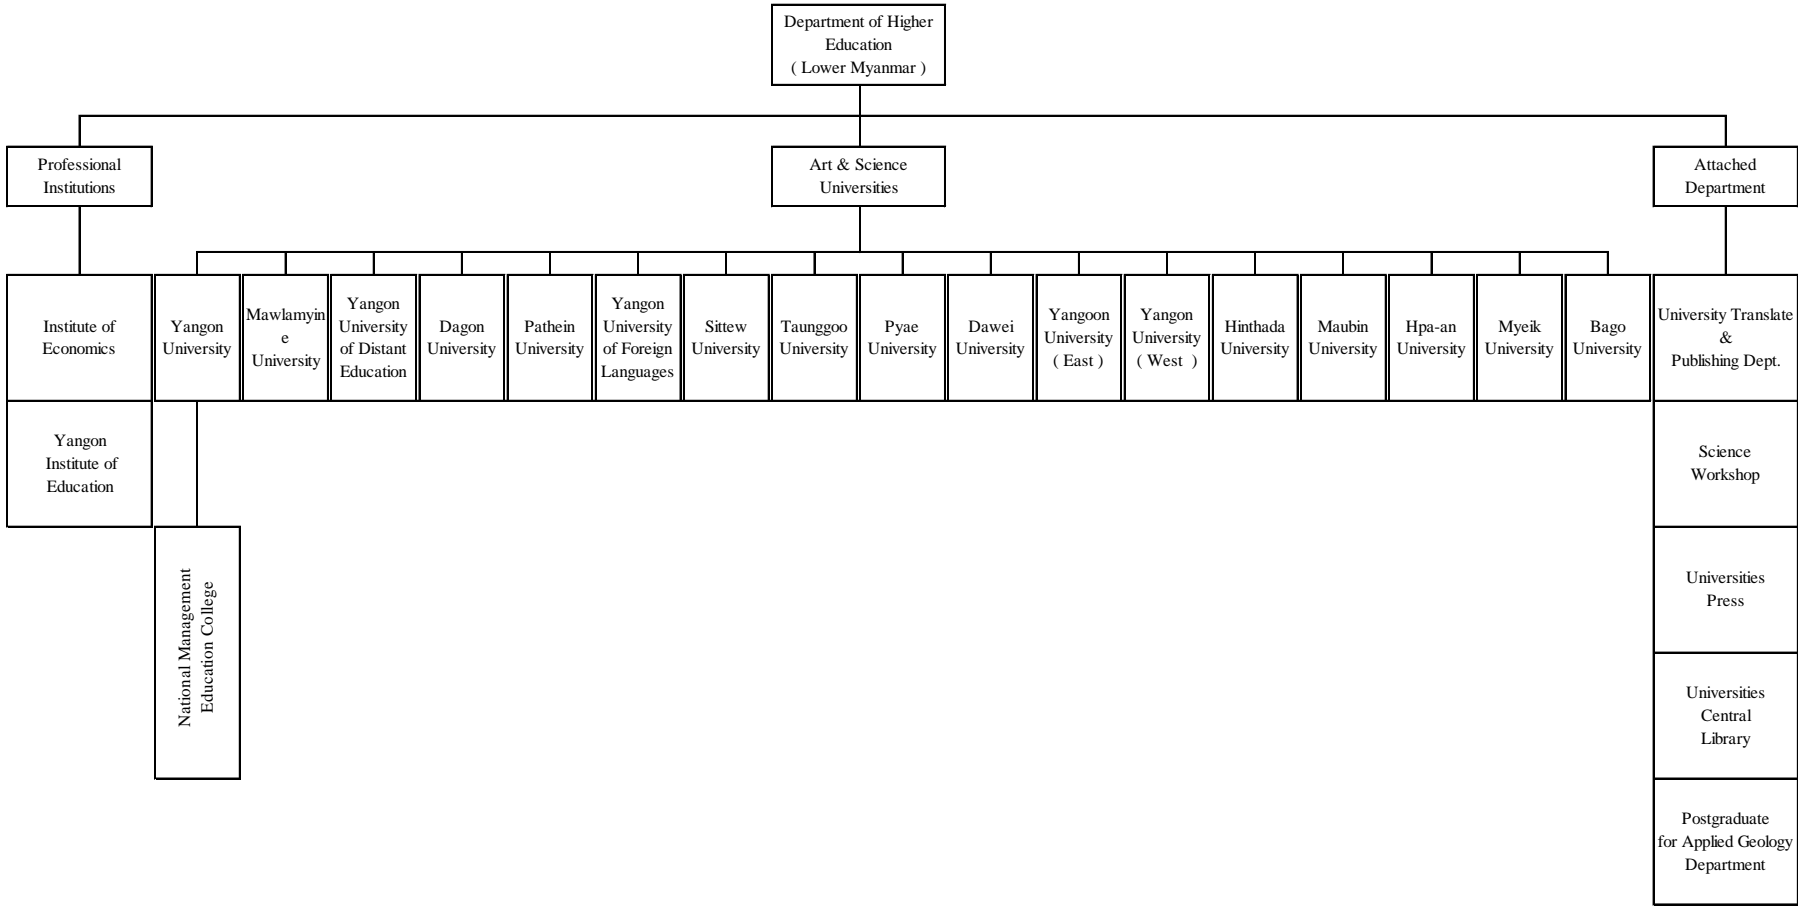 Department of Higher
Education
( Lower Myanmar )
Professional
Institutions
Art & Science
Universities
Attached
Department
Institute of
Economics
Yangon
University
Mawlamyin
e
University
Yangon
University
of Distant
Education
Dagon
University
Pathein
University
Yangon
University
of Foreign
Languages
Sittew
University
Taunggoo
University
Pyae
University
Dawei
University
Yangoon
University
( East )
Yangon
University
( West  )
Hinthada
University
Maubin
University
Hpa-an
University
Myeik
University
Bago
University
University Translate
&
Publishing Dept.
Yangon
Institute of
Education
Science
Workshop
National Management
Education College
Universities
Press
Universities
Central
Library
Postgraduate
for Applied Geology
Department